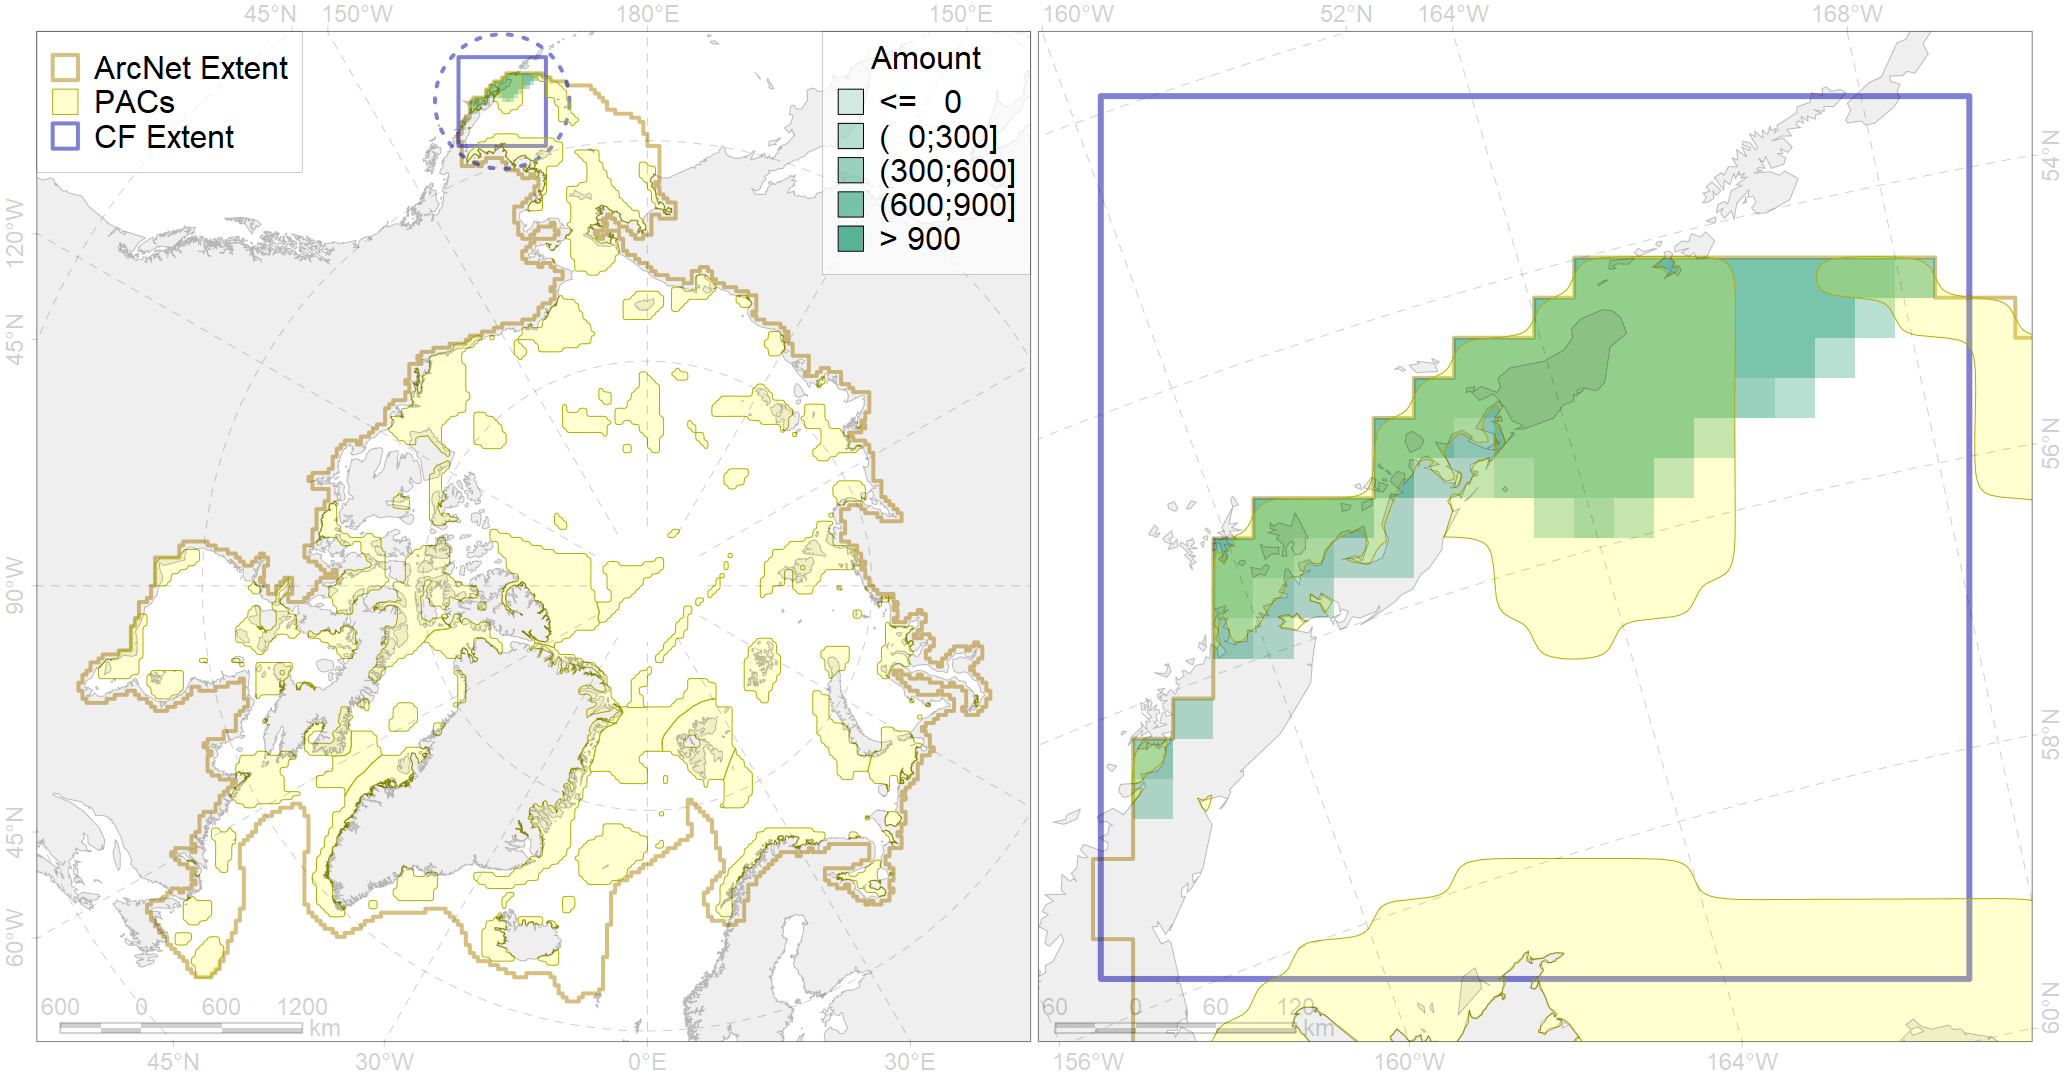 45°N 150°W 180°E 150°E 160°W 52°N 164°W 168°W
ArcNet Extent
PACs
CF Extent
Amount
<= 0
( 0;300]
(300;600]
(600;900]
> 900
120°W
45°N
90°W
45°N
60°W
54°N
56°N
58°N
60°N
600 0 600 1200
km
60 0 60 120
km
45°N 30°W 0°E 30°E 156°W 160°W 164°W